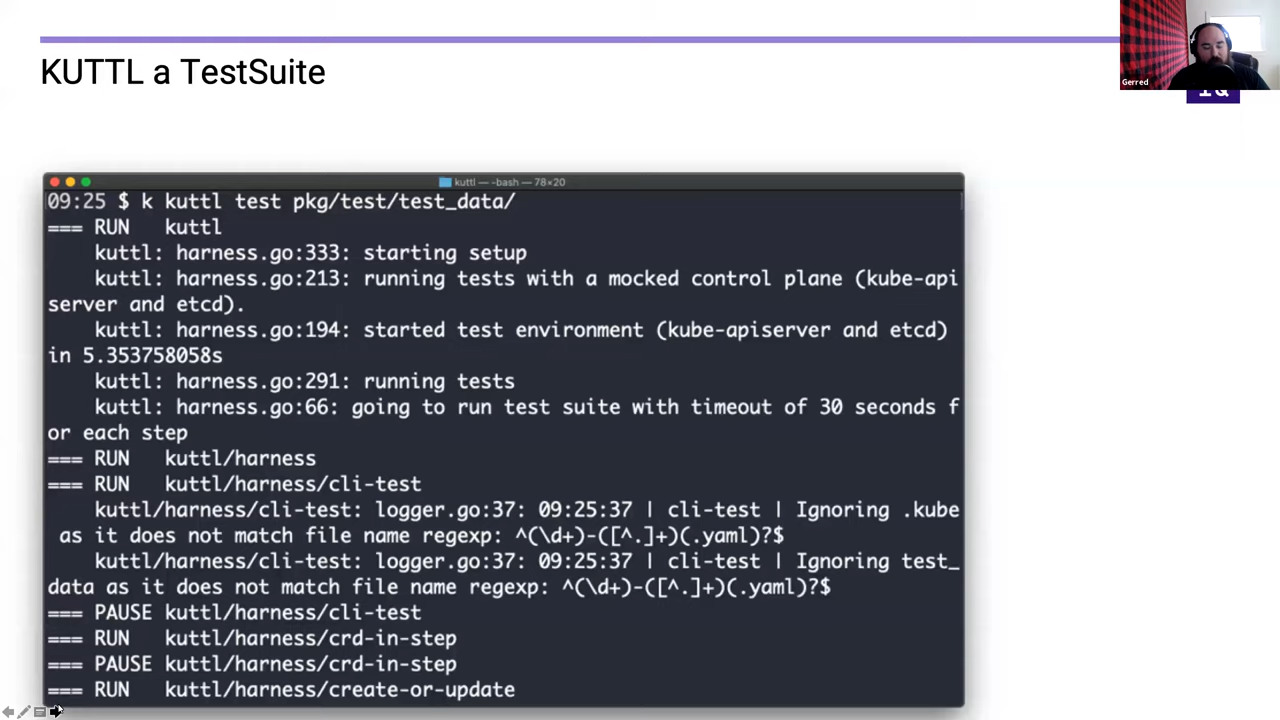 KUTTL a TestSuite
Gerred
kuttl — -bash — 78×20
09:25 $ k kuttl test pkg/test/test_data/
=== RUN   kuttl
    kuttl: harness.go:333: starting setup
    kuttl: harness.go:213: running tests with a mocked control plane (kube-api
server and etcd).
    kuttl: harness.go:194: started test environment (kube-apiserver and etcd)
in 5.353758058s
    kuttl: harness.go:291: running tests
    kuttl: harness.go:66: going to run test suite with timeout of 30 seconds f
or each step
=== RUN   kuttl/harness
=== RUN   kuttl/harness/cli-test
    kuttl/harness/cli-test: logger.go:37: 09:25:37 | cli-test | Ignoring .kube
 as it does not match file name regexp: ^(\d+)-([^.]+)(.yaml)?$
    kuttl/harness/cli-test: logger.go:37: 09:25:37 | cli-test | Ignoring test_
data as it does not match file name regexp: ^(\d+)-([^.]+)(.yaml)?$
=== PAUSE kuttl/harness/cli-test
=== RUN   kuttl/harness/crd-in-step
=== PAUSE kuttl/harness/crd-in-step
=== RUN   kuttl/harness/create-or-update